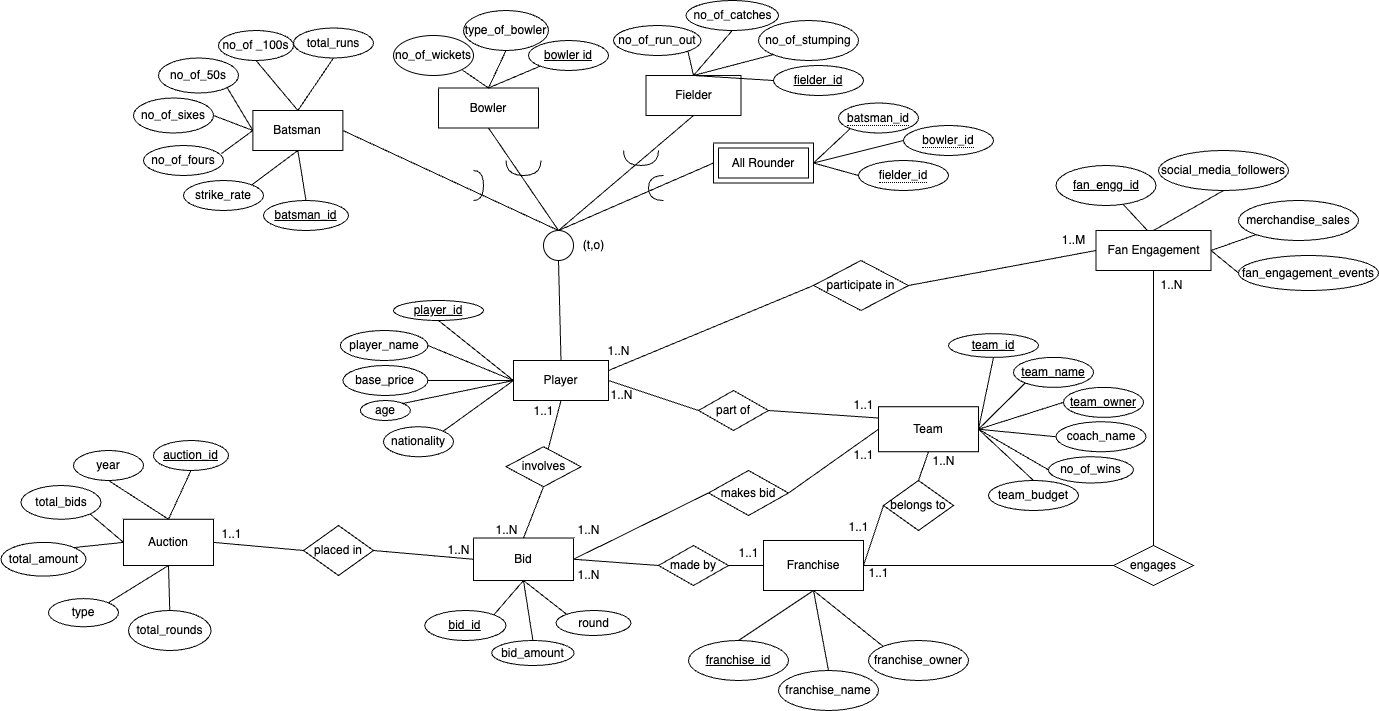 no_of_catches
type_of_bowler
no_of_run_out
no_of_stumping
no_of _100s
total_runs
no_of_wickets
bowler id
no_of_50s
fielder_id
Fielder
Bowler
no_of_sixes
Batsman
batsman_id
bowler_id
no_of_fours
All Rounder
fielder_id
strike_rate
batsman_id
social_media_followers
fan_engg_id
merchandise_sales
(t,o)
1..M
Fan Engagement
fan_engagement_events
participate in
1..N
player_id
player_name
1..N
team_id
base_price
Player
team_name
age
1..1
1..N
part of
1..1
team_owner
nationality
Team
coach_name
auction_id
year
involves
1..1
1..N
no_of_wins
total_bids
makes bid
team_budget
belongs to
1..1
Auction
1..1
placed in
1..N
1..N
1..N
Bid
1..1
total_amount
made by
Franchise
1..N
1..1
engages
type
total_rounds
bid_id
round
bid_amount
franchise_id
franchise_owner
franchise_name